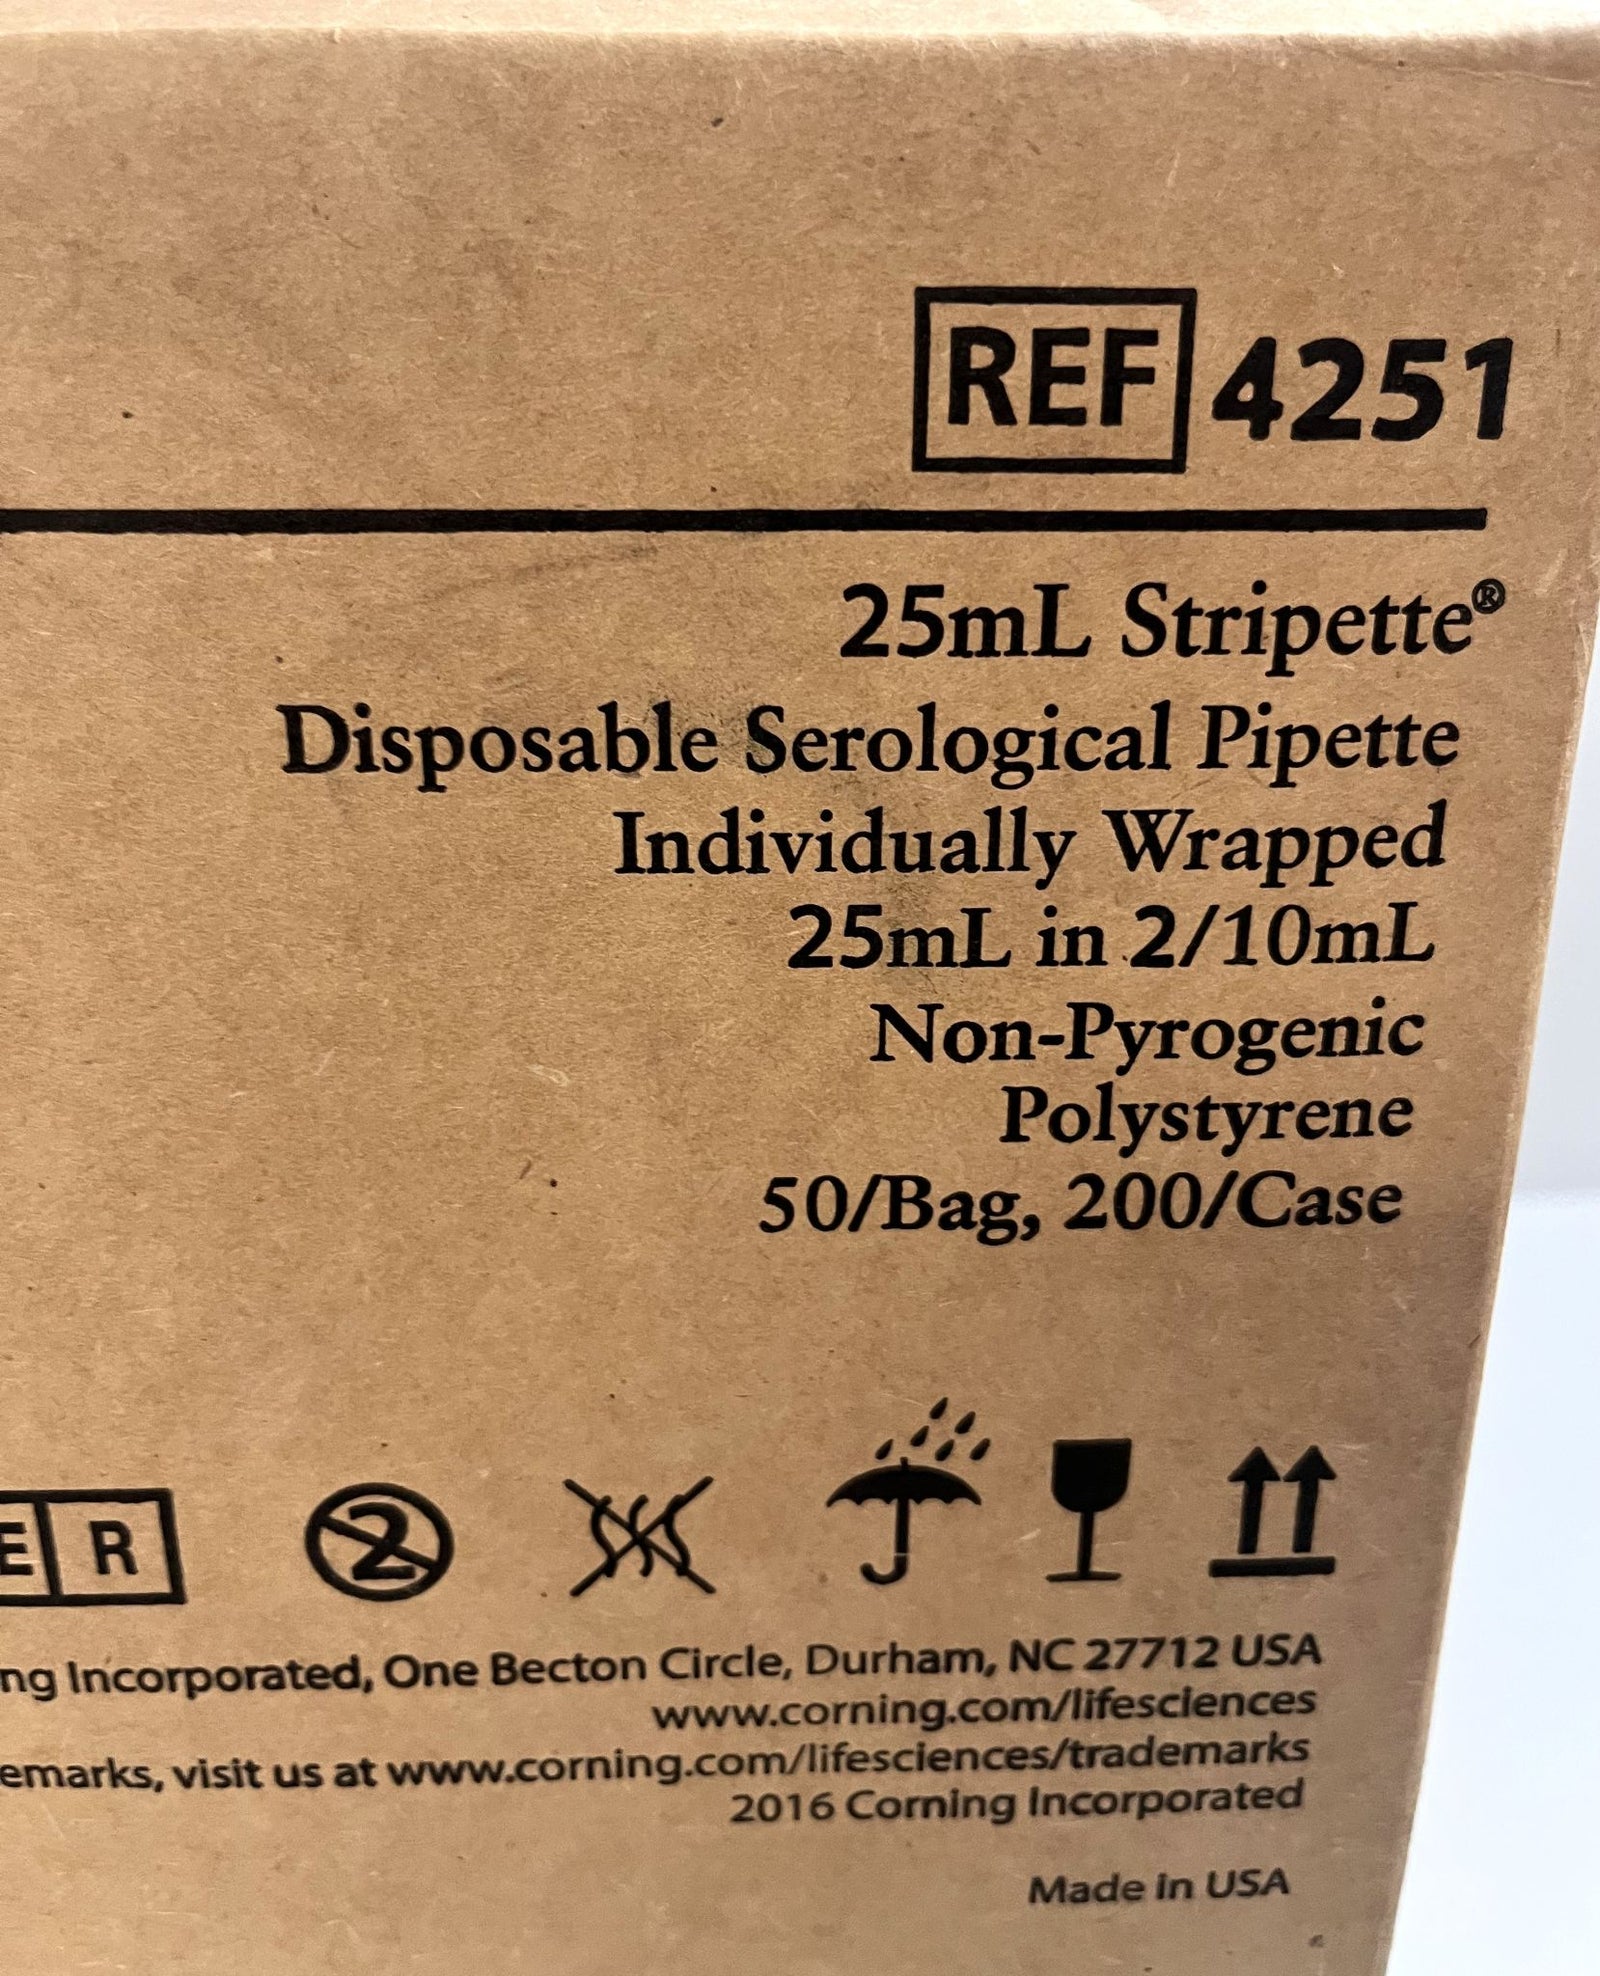 REF 4251
25mL Stripette®
Disposable Serological Pipette
Individually Wrapped
25mL in 2/10mL
Non-Pyrogenic
Polystyrene
50/Bag, 200/Case
E R
2
ng Incorporated, One Becton Circle, Durham, NC 27712 USA
www.corning.com/lifesciences
emarks, visit us at www.corning.com/lifesciences/trademarks
2016 Corning Incorporated
Made in USA